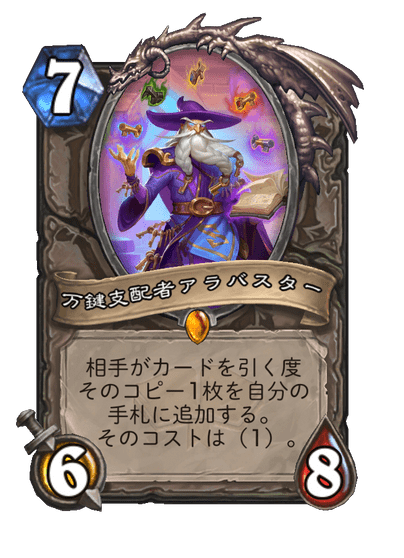 7
万鍵支配者アラバスター
相手がカードを引く度
そのコピー1枚を自分の
手札に追加する。
そのコストは（1）。
6
8